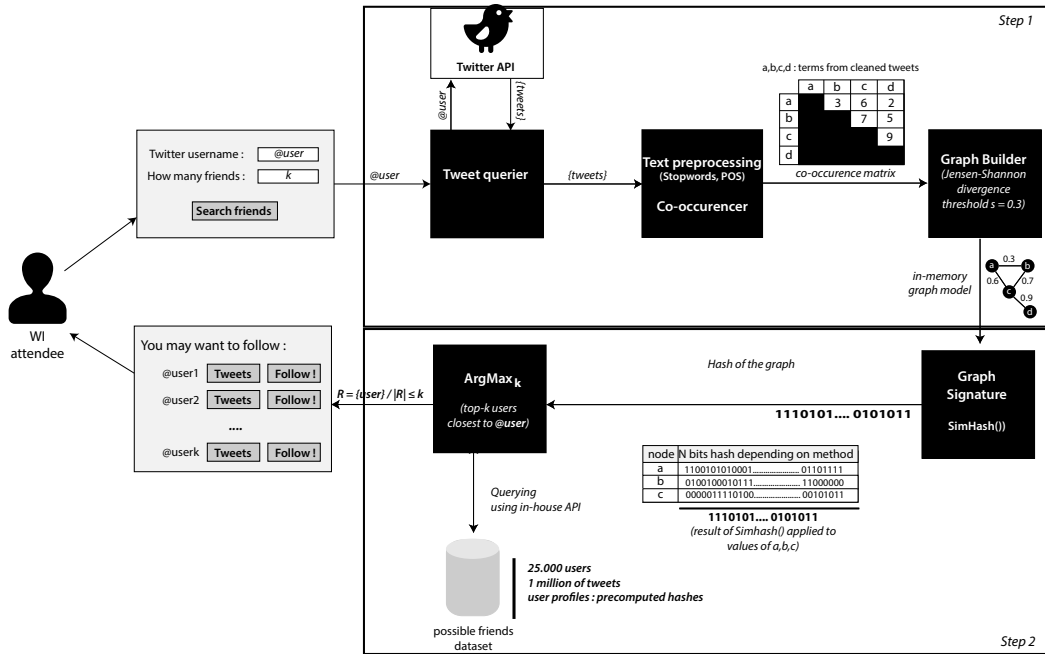 Step 1
Twitter API
@user
{tweets}
a,b,c,d : terms from cleaned tweets
a b c d
a 3 6 2
b 7 5
c 9
d
co-occurence matrix
Twitter username : @user
How many friends : k
Search friends
@user
Tweet querier
{tweets}
Text preprocessing
(Stopwords, POS)
Co-occurencer
Graph Builder
(Jensen-Shannon
divergence
threshold s = 0.3)
in-memory
graph model
a 0.3 b
0.6 0.7
c
0.9
d
WI
attendee
You may want to follow :
@user1 Tweets Follow !
@user2 Tweets Follow !
....
@userk Tweets Follow !
R = {user} / |R| ≤ k
ArgMax k
(top-k users
closest to @user)
Hash of the graph
1110101.... 0101011
Graph
Signature
SimHash())
node N bits hash depending on method
a 1100101010001...................... 01101111
b 0100100010111...................... 11000000
c 0000011110100...................... 00101011
1110101.... 0101011
(result of Simhash() applied to
values of a,b,c)
Querying
using in-house API
25.000 users
1 million of tweets
user profiles : precomputed hashes
possible friends
dataset
Step 2